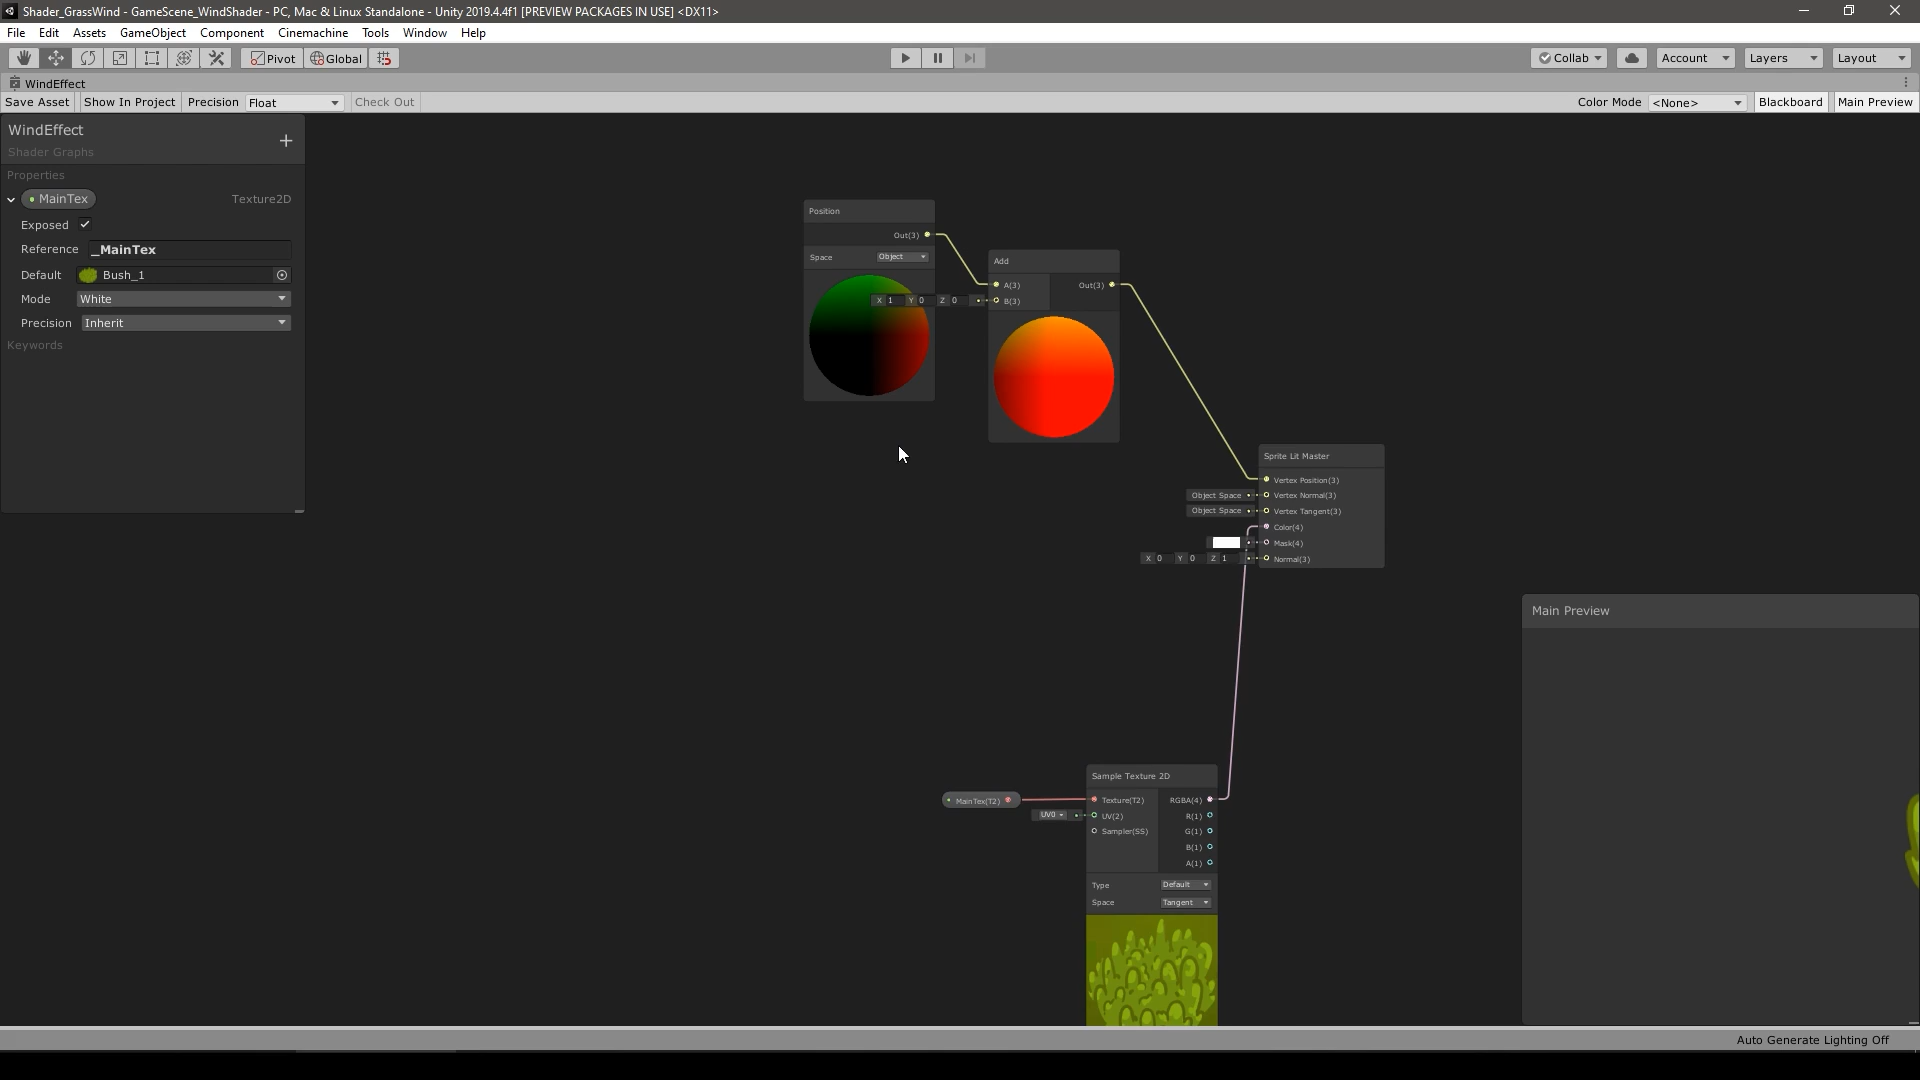 Shader_GrassWind - GameScene_WindShader - PC, Mac & Linux Standalone - Unity 2019.4.4f1 [PREVIEW PACKAGES IN USE] <DX11>
File Edit Assets GameObject Component Cinemachine Tools Window Help
Pivot Global Collab Account Layers Layout
WindEffect
Save Asset Show In Project Precision Float Check Out Color Mode <None> Blackboard Main Preview
WindEffect
Shader Graphs
Properties
MainTex Texture2D
Exposed
Reference _MainTex
Default Bush_1
Mode White
Precision Inherit
Keywords
Position
Out(3)
Space Object
Add
A(3) Out(3)
X 1 Y 0 Z 0 B(3)
Sprite Lit Master
Vertex Position(3)
Object Space Vertex Normal(3)
Object Space Vertex Tangent(3)
Color(4)
Mask(4)
X 0 Y 0 Z 1 Normal(3)
Main Preview
Sample Texture 2D
MainTex(T2) Texture(T2) RGBA(4)
UV0 UV(2) R(1)
Sampler(SS) G(1)
B(1)
A(1)
Type Default
Space Tangent
Auto Generate Lighting Off